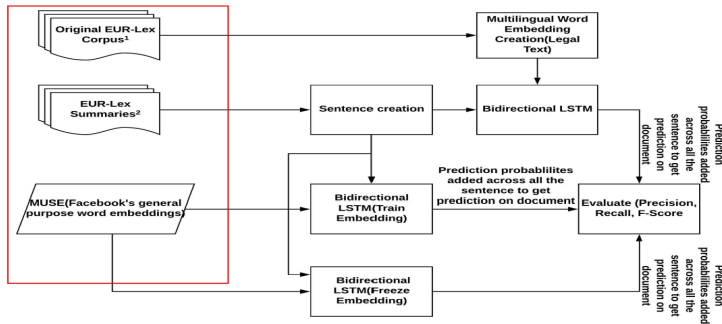 Original EUR-Lex
Corpus1
Multilingual Word
Embedding
Creation(Legal
Text)
EUR-Lex
Summaries2
Sentence creation
Bidirectional LSTM
Prediction
probablilites added
across all the
sentence to get
prediction on
document
MUSE(Facebook's general
purpose word embeddings)
Bidirectional
LSTM(Train
Embedding)
Prediction probablilites
added across all the
sentence to get
prediction on document
Evaluate (Precision,
Recall, F-Score
Bidirectional
LSTM(Freeze
Embedding)
Prediction
probablilites added
across all the
sentence to get
prediction on
document